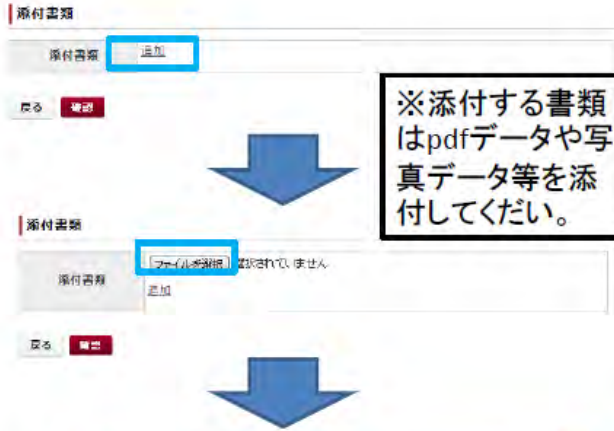 添付書類
添付書類 追加
戻る 確認
※添付する書類
はpdfデータや写
真データ等を添
付してくだい。
添付書類
添付書類
ファイルを選択 選択されていません
追加
戻る 確認